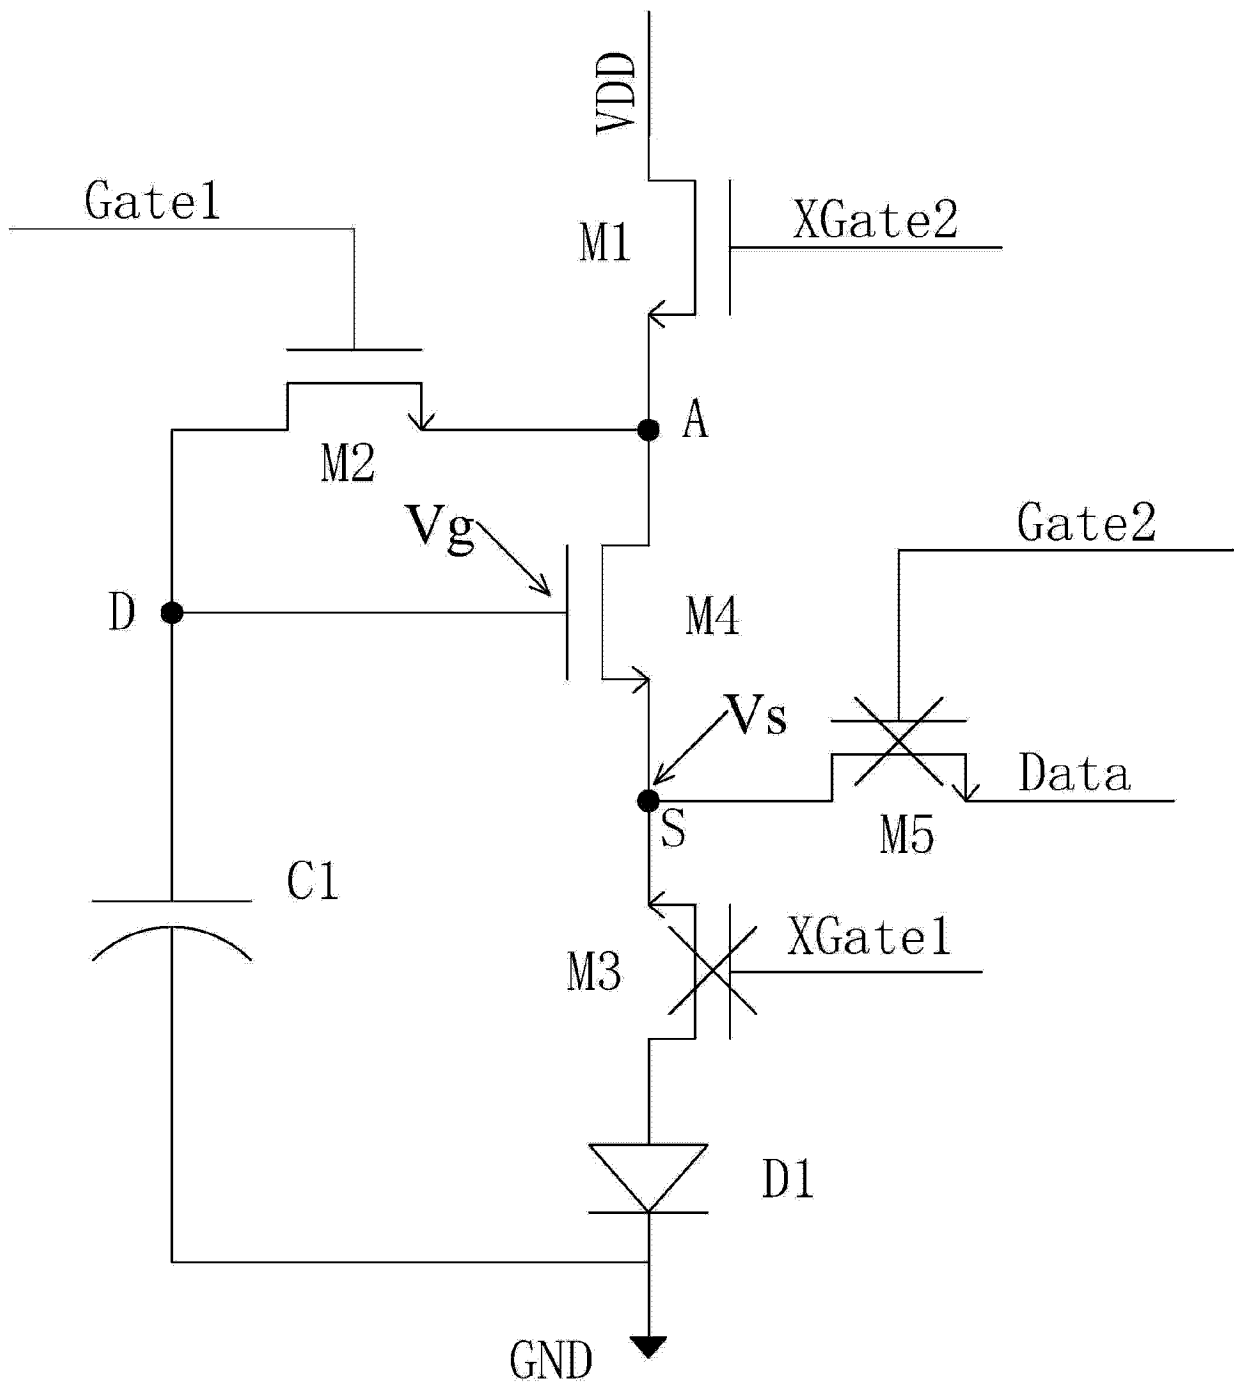 VDD
Gate1
XGate2
M1
A
M2
Vg
Gate2
D
M4
Vs
Data
S
M5
C1
XGate1
M3
D1
GND